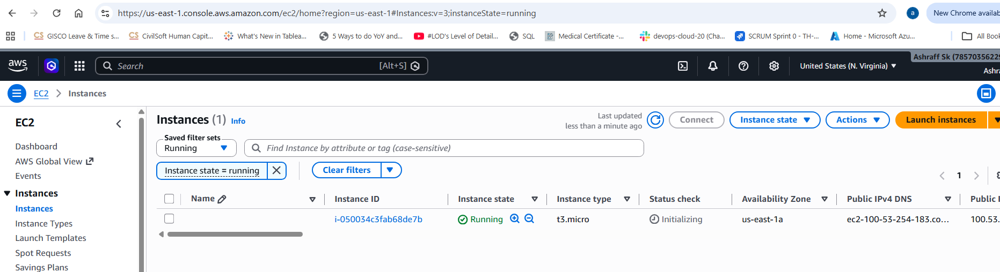 https://us-east-1.console.aws.amazon.com/ec2/home?region=us-east-1#Instances:v=3;instanceState=running
a
New Chrome availab
CS GISCO Leave & Time s...
CS CivilSoft Human Capit...
What's New in Tablea...
5 Ways to do YoY and...
#LOD's Level of Detail...
SQL
Medical Certificate -...
devops-cloud-20 (Cha...
SCRUM Sprint 0 - TH-...
Home - Microsoft Azu...
All Book
aws
Search
[Alt+S]
United States (N. Virginia)
Ashraff Sk (78570356229
Ashra
EC2
Instances
EC2
Dashboard
AWS Global View
Events
Instances
Instances
Instance Types
Launch Templates
Spot Requests
Savings Plans
Instances (1) Info
Last updated
less than a minute ago
Connect
Instance state
Actions
Launch instances
Saved filter sets
Running
Find Instance by attribute or tag (case-sensitive)
Instance state = running
Clear filters
1
Name Instance ID Instance state Instance type Status check Availability Zone Public IPv4 DNS Public I
i-050034c3fab68de7b Running t3.micro Initializing us-east-1a ec2-100-53-254-183.co... 100.53.